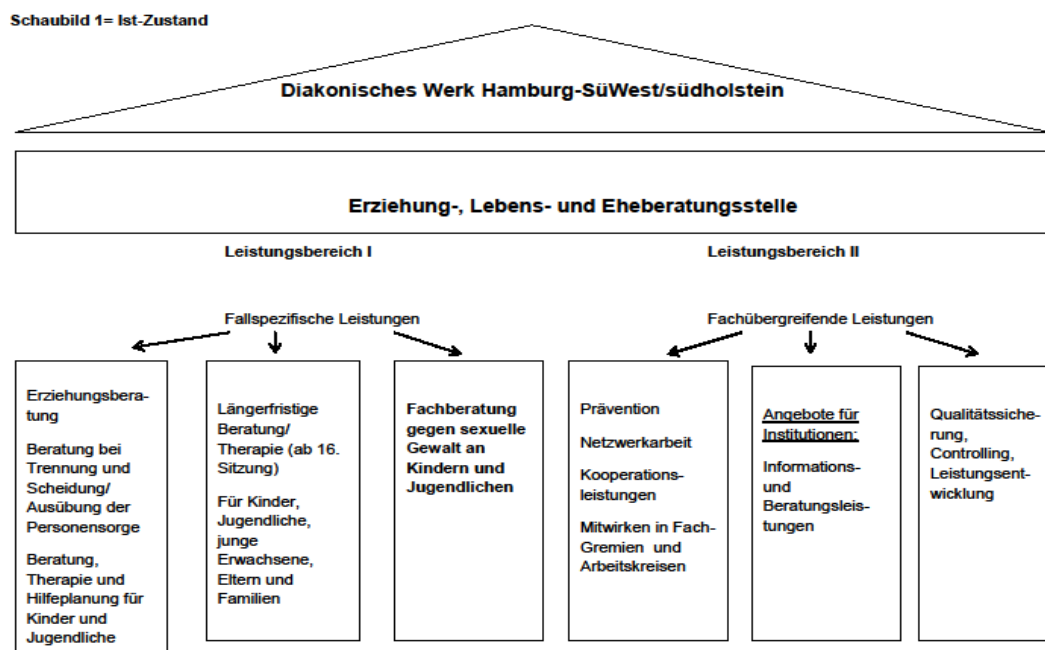 Schaubild 1= Ist-Zustand
Diakonisches Werk Hamburg-SüWest/südholstein
Erziehung-, Lebens- und Eheberatungsstelle
Leistungsbereich I
Leistungsbereich II
Fallspezifische Leistungen
Fachübergreifende Leistungen
Erziehungsbera-
tung
Beratung bei
Trennung und
Scheidung/
Ausübung der
Personensorge
Beratung,
Therapie und
Hilfeplanung für
Kinder und
Jugendliche
Längerfristige
Beratung/
Therapie (ab 16.
Sitzung)
Für Kinder,
Jugendliche,
junge
Erwachsene,
Eltern und
Familien
Fachberatung
gegen sexuelle
Gewalt an
Kindern und
Jugendlichen
Prävention
Netzwerkarbeit
Kooperations-
leistungen
Mitwirken in Fach-
Gremien und
Arbeitskreisen
Angebote für
Institutionen:
Informations-
und
Beratungsleis-
tungen
Qualitätssiche-
rung,
Controlling,
Leistungsent-
wicklung